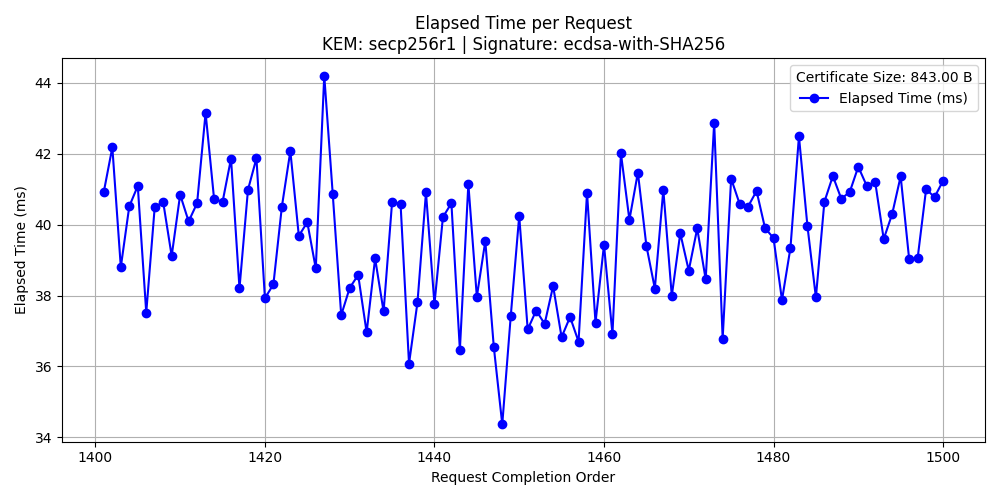 Elapsed Time per Request
KEM: secp256r1 | Signature: ecdsa-with-SHA256
Certificate Size: 843.00 B
Elapsed Time (ms)
Elapsed Time (ms)
44
42
40
38
36
34
1400
1420
1440
1460
1480
1500
Request Completion Order